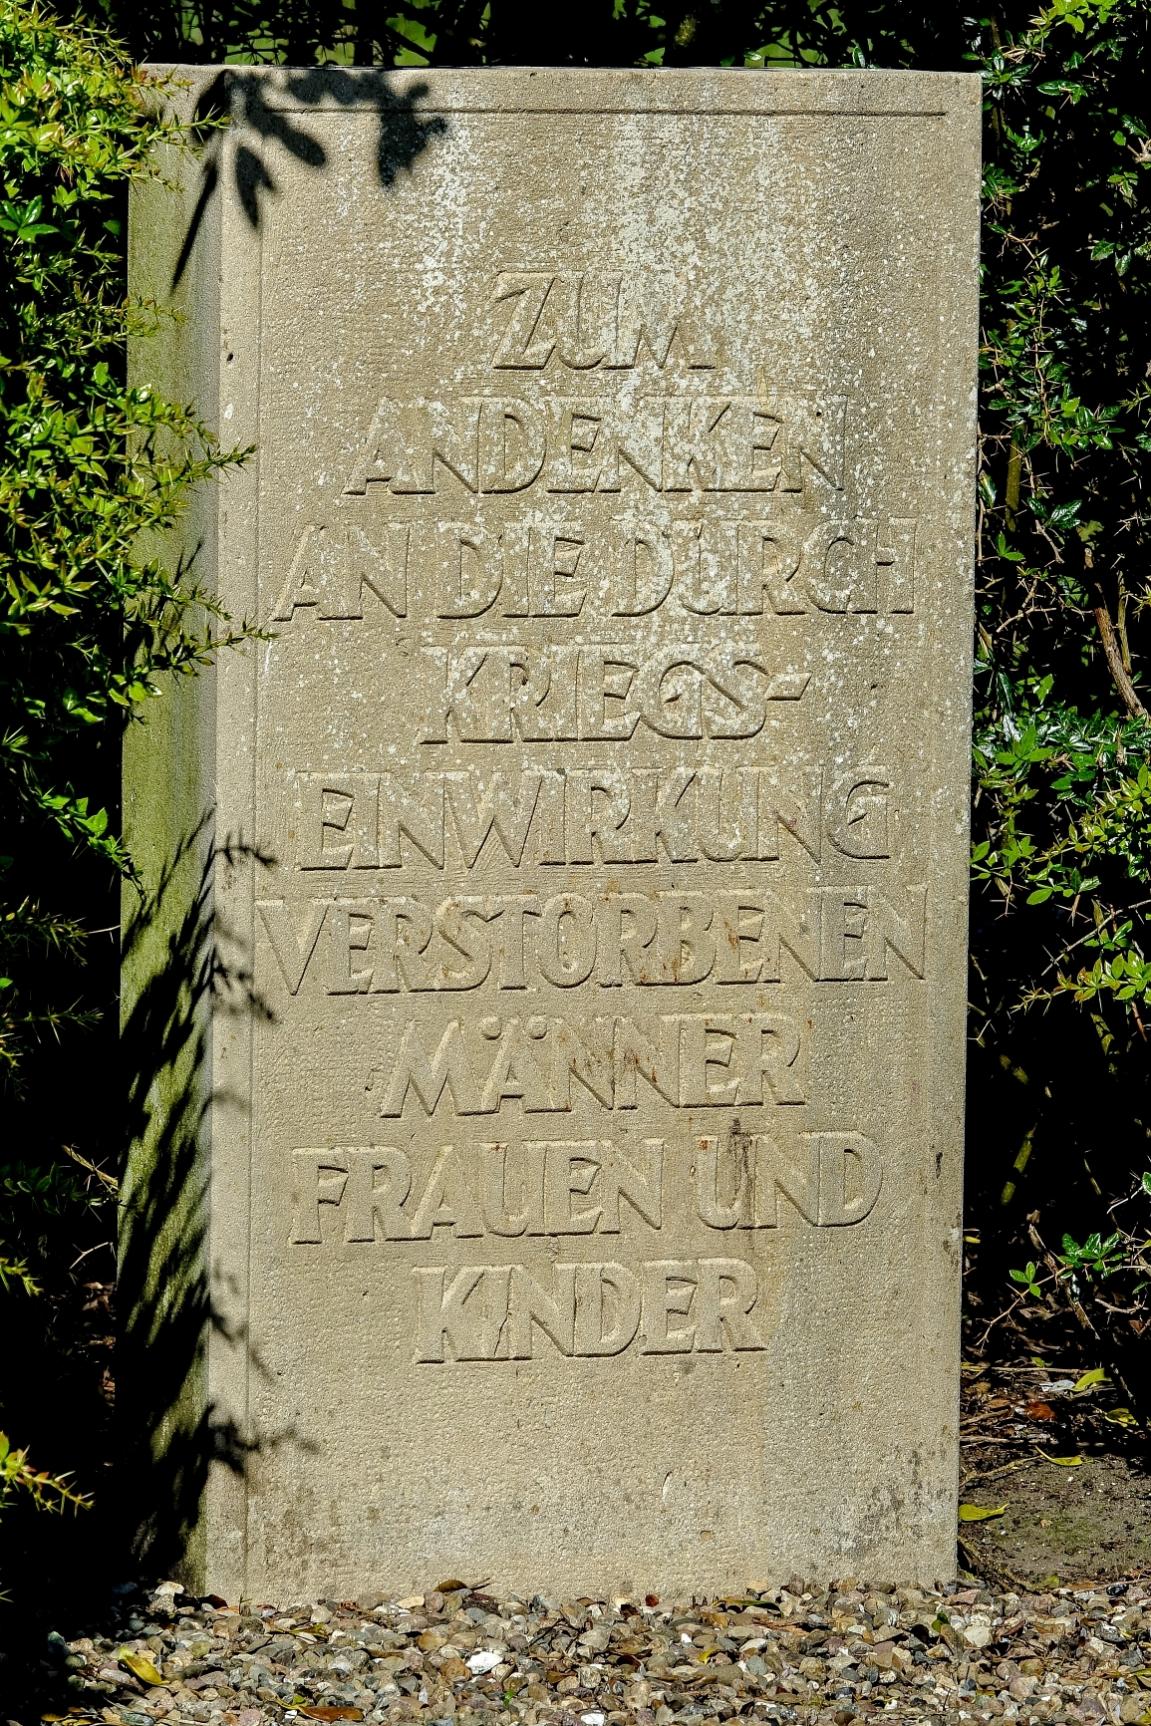 ZUM
ANDENKEN
AN DIE DURCH
KRIEGS-
EINWIRKUNG
VERSTORBENEN
MÄNNER
FRAUEN UND
KINDER